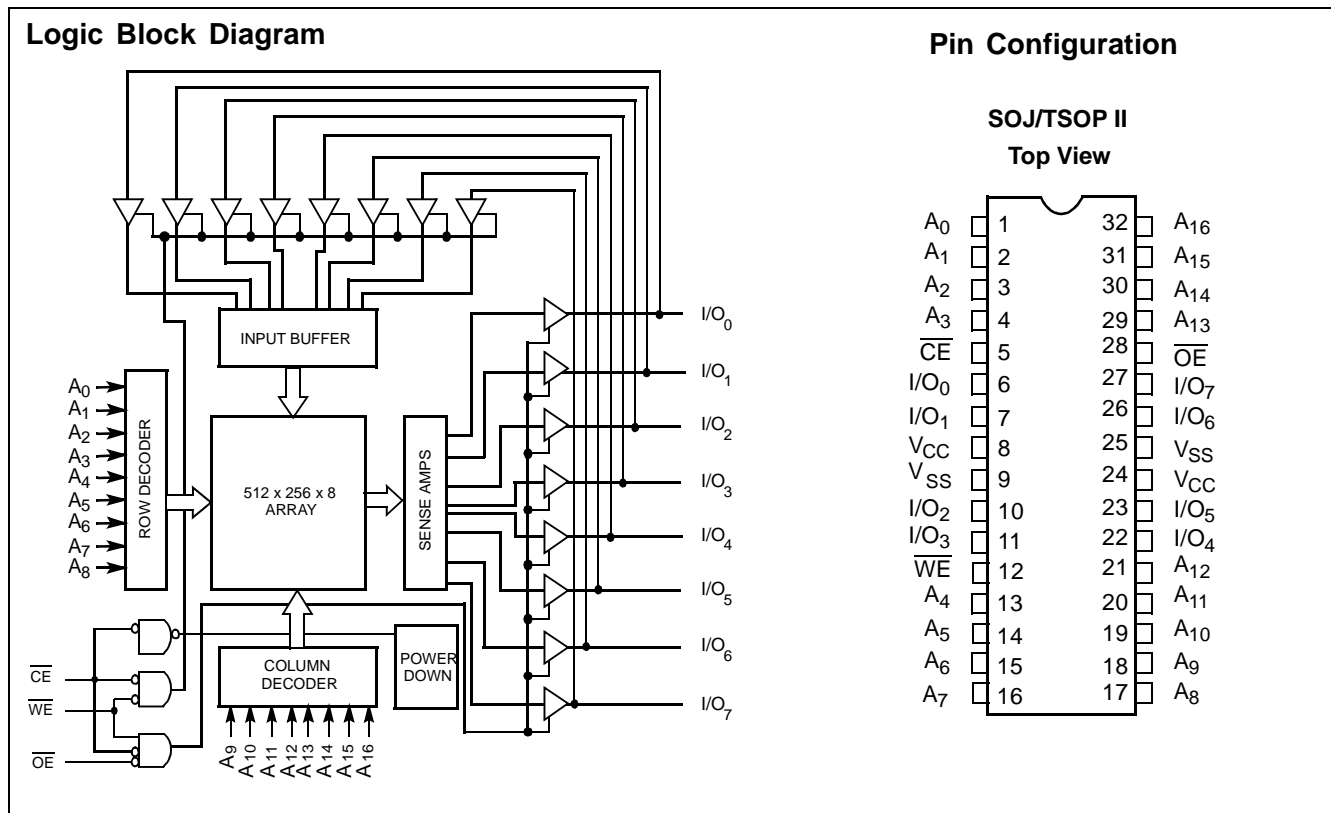 Logic Block Diagram
INPUT BUFFER
A0
A1
A2
A3
A4
A5
A6
A7
A8
ROW DECODER
512 x 256 x 8
ARRAY
SENSE AMPS
I/O0
I/O1
I/O2
I/O3
I/O4
I/O5
I/O6
I/O7
COLUMN
DECODER
POWER
DOWN
CE
WE
OE
A9
A10
A11
A12
A13
A14
A15
A16
Pin Configuration
SOJ/TSOP II
Top View
A0 1 32 A16
A1 2 31 A15
A2 3 30 A14
A3 4 29 A13
CE 5 28 OE
I/O0 6 27 I/O7
I/O1 7 26 I/O6
VCC 8 25 VSS
VSS 9 24 VCC
I/O2 10 23 I/O5
I/O3 11 22 I/O4
WE 12 21 A12
A4 13 20 A11
A5 14 19 A10
A6 15 18 A9
A7 16 17 A8